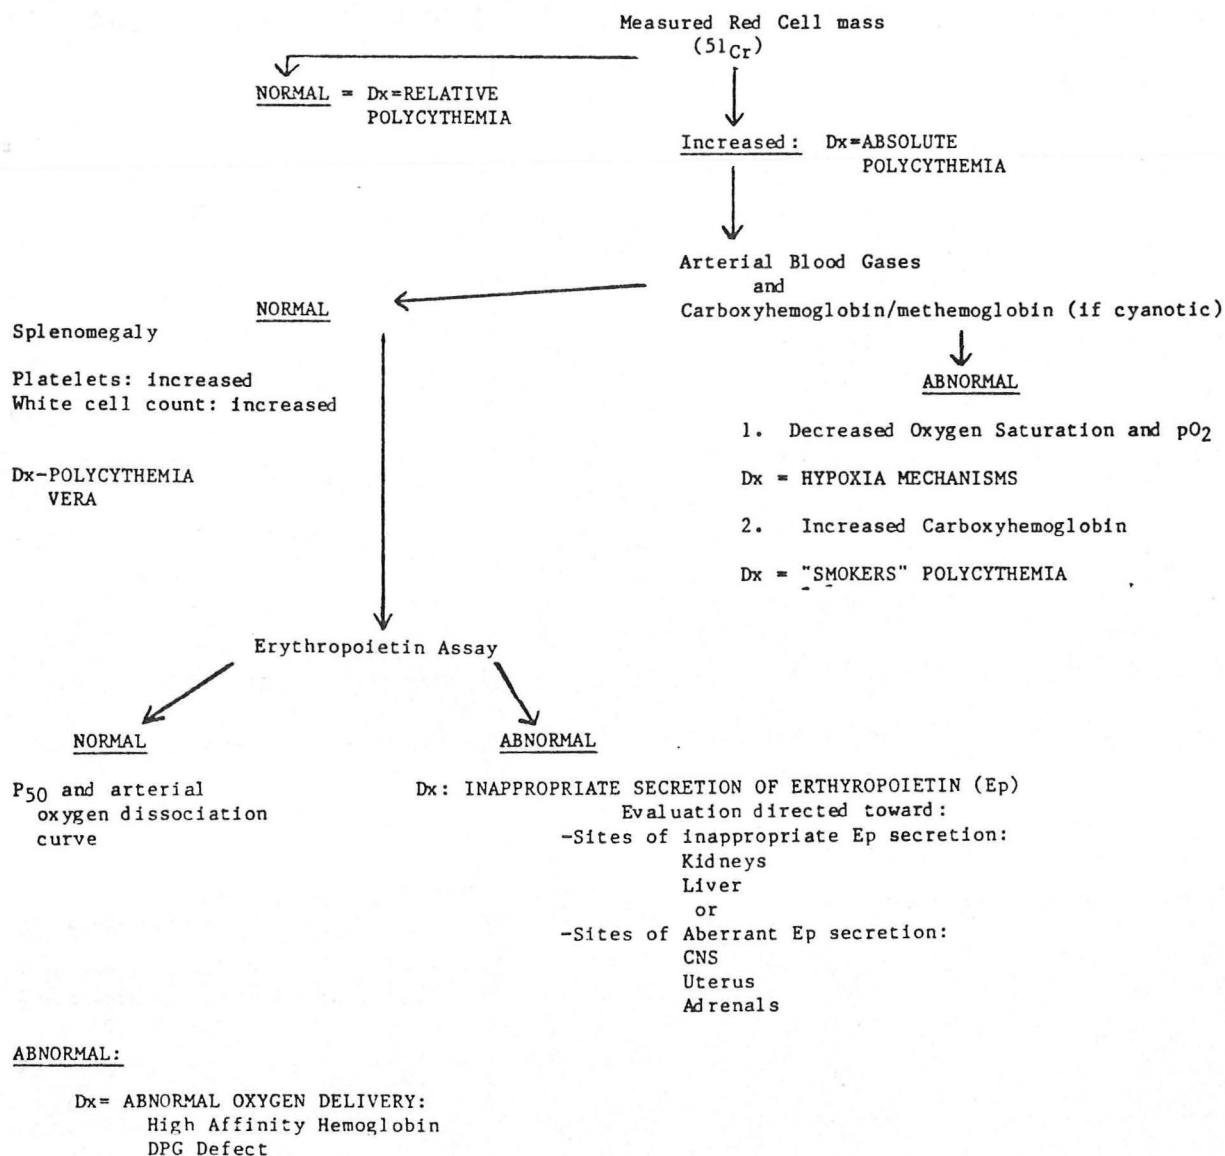 Measured Red Cell mass
(51Cr)
NORMAL = Dx=RELATIVE
POLYCYTHEMIA
Increased: Dx=ABSOLUTE
POLYCYTHEMIA
Arterial Blood Gases
and
Carboxyhemoglobin/methemoglobin (if cyanotic)
NORMAL
Splenomegaly
Platelets: increased
White cell count: increased
Dx-POLYCYTHEMIA
VERA
ABNORMAL
1. Decreased Oxygen Saturation and pO2
Dx = HYPOXIA MECHANISMS
2. Increased Carboxyhemoglobin
Dx = "SMOKERS" POLYCYTHEMIA
Erythropoietin Assay
NORMAL
P50 and arterial
oxygen dissociation
curve
ABNORMAL
Dx: INAPPROPRIATE SECRETION OF ERTHYROPOIETIN (Ep)
Evaluation directed toward:
-Sites of inappropriate Ep secretion:
Kidneys
Liver
or
-Sites of Aberrant Ep secretion:
CNS
Uterus
Adrenals
ABNORMAL:
Dx= ABNORMAL OXYGEN DELIVERY:
High Affinity Hemoglobin
DPG Defect